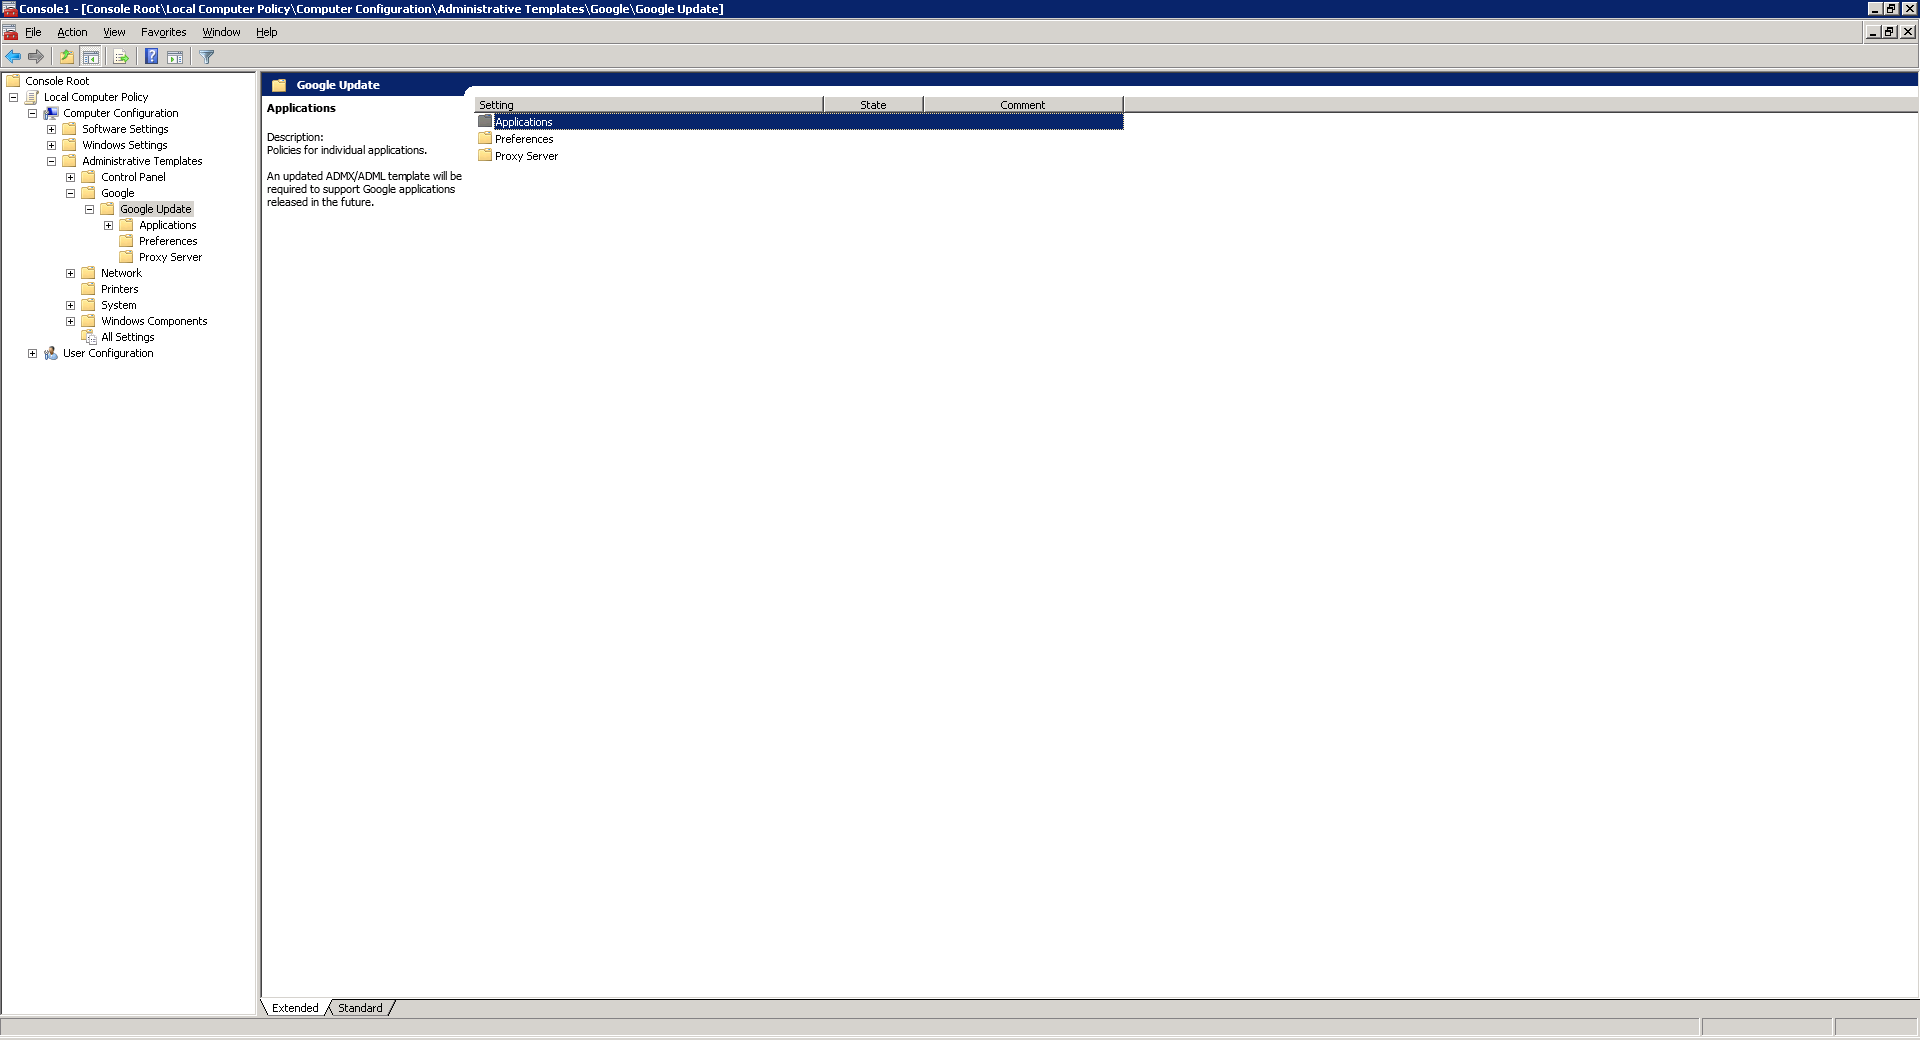 Console1 - [Console Root\Local Computer Policy\Computer Configuration\Administrative Templates\Google\Google Update]
File Action View Favorites Window Help
Console Root
Local Computer Policy
Computer Configuration
Software Settings
Windows Settings
Administrative Templates
Control Panel
Google
Google Update
Applications
Preferences
Proxy Server
Network
Printers
System
Windows Components
All Settings
User Configuration
Google Update
Applications
Description:
Policies for individual applications.
An updated ADMX/ADML template will be
required to support Google applications
released in the future.
Setting State Comment
Applications
Preferences
Proxy Server
Extended Standard